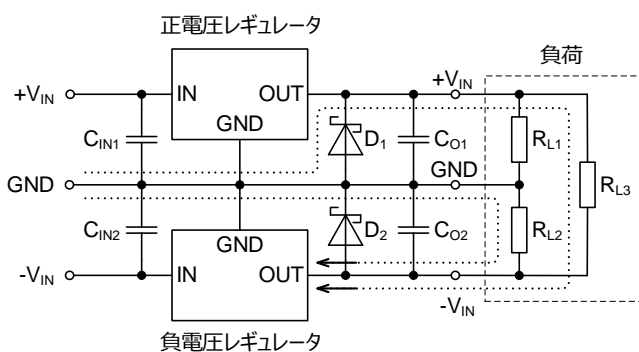 正電圧レギュレータ
負荷
+VIN
IN
OUT
+VIN
GND
CIN1
D1
CO1
RL1
GND
GND
RL3
CIN2
GND
D2
CO2
RL2
-VIN
IN
OUT
-VIN
負電圧レギュレータ